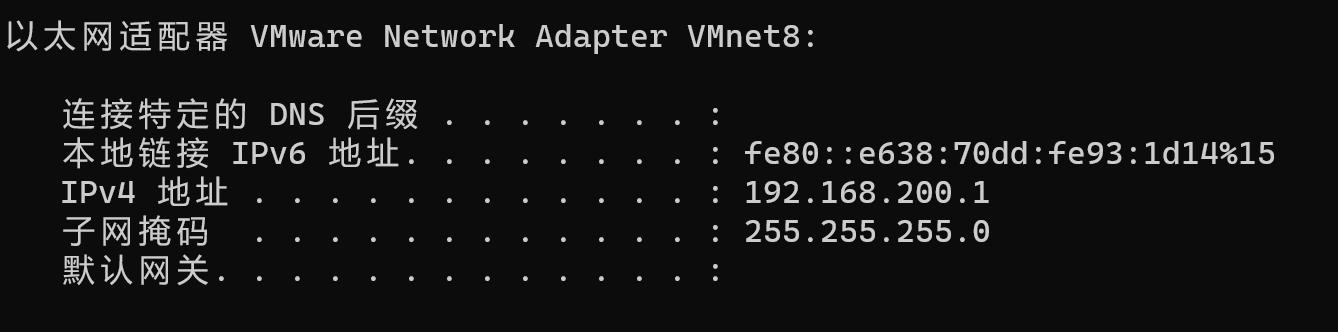 以太网适配器 VMware Network Adapter VMnet8:
连接特定的 DNS 后缀 . . . . . . . :
本地链接 IPv6 地址. . . . . . . . : fe80::e638:70dd:fe93:1d14%15
IPv4 地址 . . . . . . . . . . . . : 192.168.200.1
子网掩码  . . . . . . . . . . . . : 255.255.255.0
默认网关. . . . . . . . . . . . . :